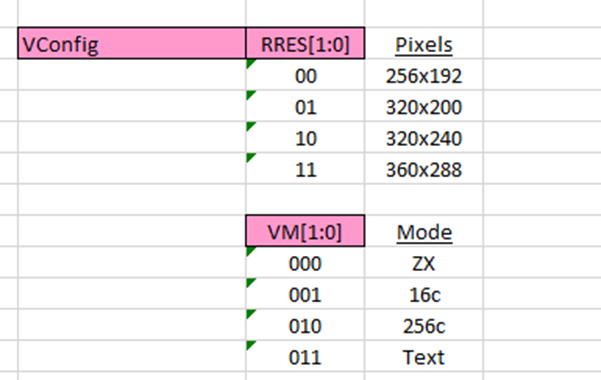 VConfig RRES[1:0] Pixels
00 256x192
01 320x200
10 320x240
11 360x288
VM[1:0] Mode
000 ZX
001 16c
010 256c
011 Text